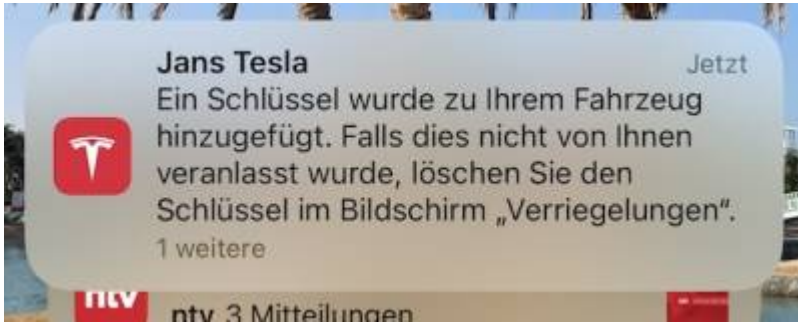 Jans Tesla
Jetzt
Ein Schlüssel wurde zu Ihrem Fahrzeug
hinzugefügt. Falls dies nicht von Ihnen
veranlasst wurde, löschen Sie den
Schlüssel im Bildschirm „Verriegelungen“.
1 weitere
ntv
ntv 3 Mitteilungen